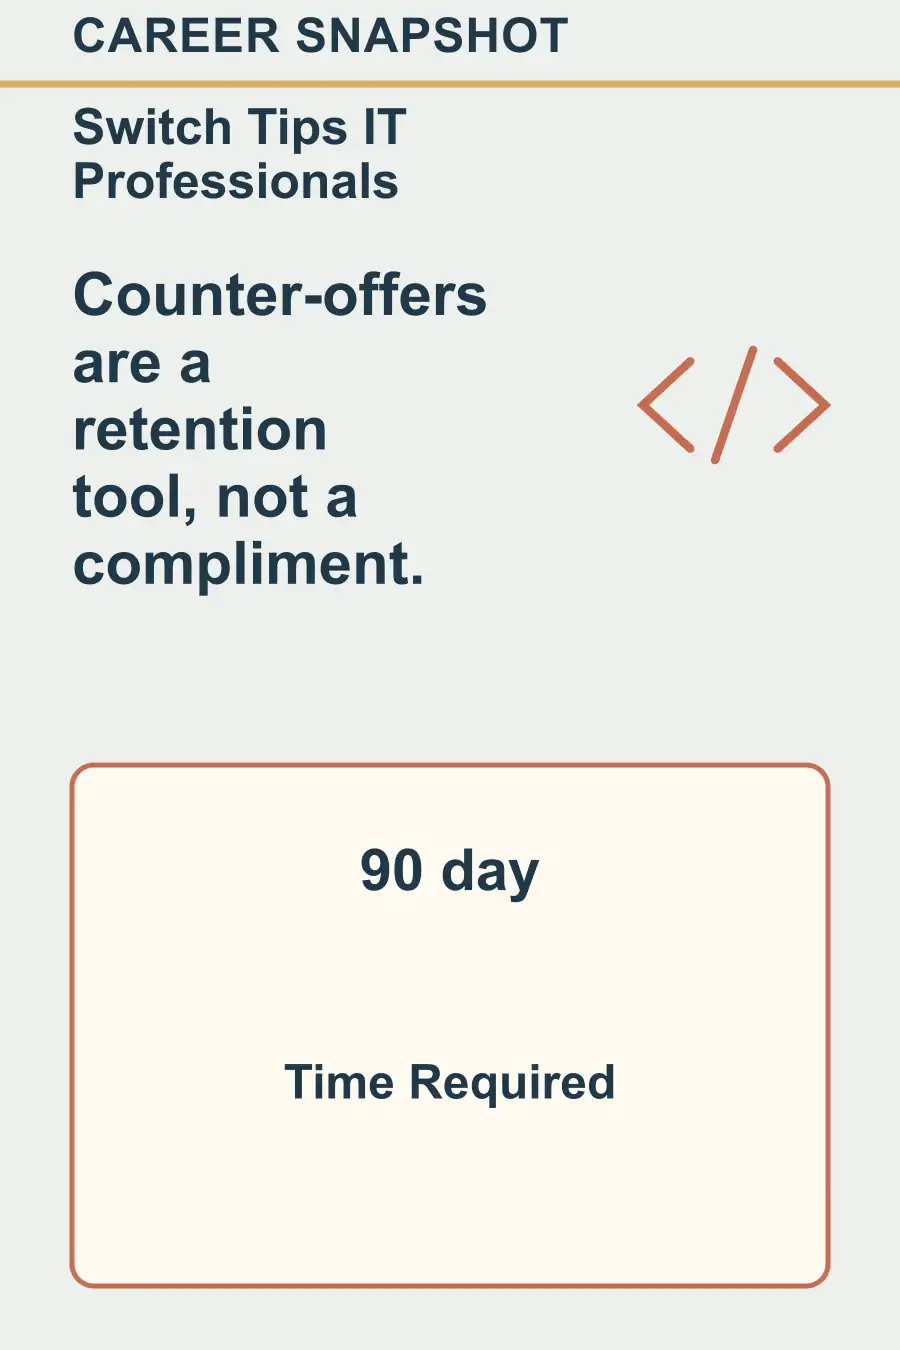 CAREER SNAPSHOT
Switch Tips IT
Professionals
Counter-offers
are a
retention
tool, not a
compliment.
90 day
Time Required